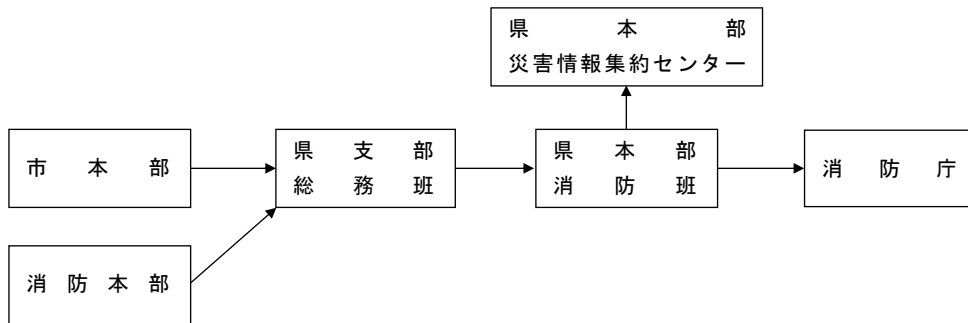 県本部
災害情報集約センター
市本部
県支部
総務班
県本部
消防班
消防庁
消防本部